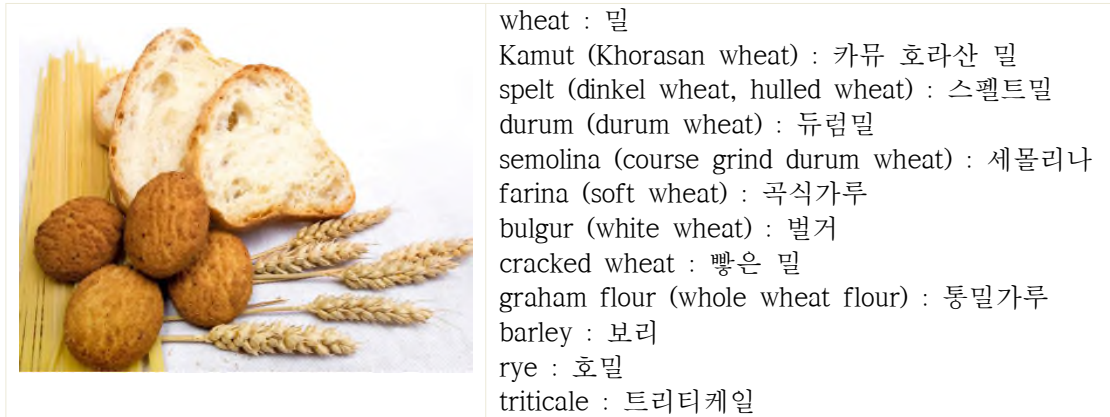 wheat : 밀
Kamut (Khorasan wheat) : 카뮤 호라산 밀
spelt (dinkel wheat, hulled wheat) : 스펠트밀
durum (durum wheat) : 듀럼밀
semolina (course grind durum wheat) : 세몰리나
farina (soft wheat) : 곡식가루
bulgur (white wheat) : 벌거
cracked wheat : 빻은 밀
graham flour (whole wheat flour) : 통밀가루
barley : 보리
rye : 호밀
triticale : 트리티케일